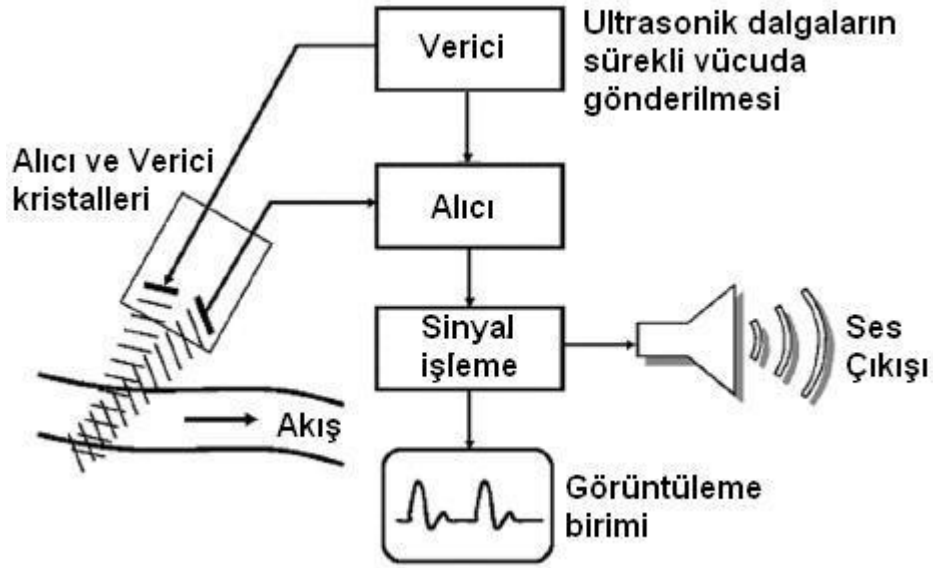 Verici
Ultrasonik dalgaların
sürekli vücuda
gönderilmesi
Alıcı ve Verici
kristalleri
Alıcı
Sinyal
işleme
Ses
Çıkışı
Akış
Görüntüleme
birimi